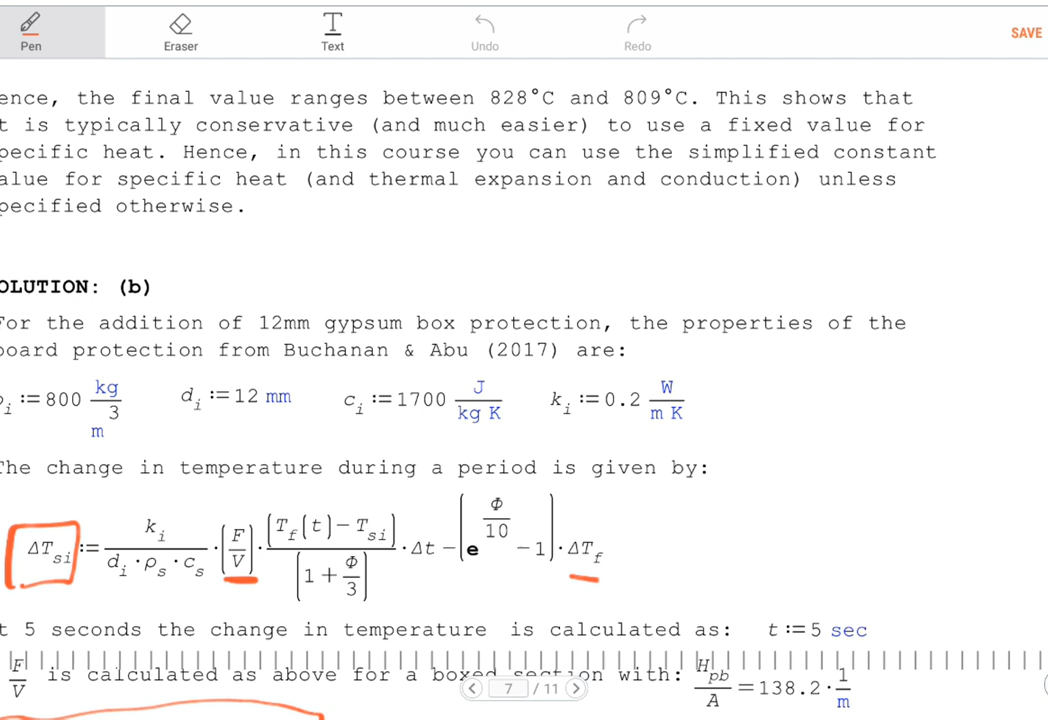 Pen Eraser Text Undo Redo SAVE
ence, the final value ranges between 828°C and 809°C. This shows that
t is typically conservative (and much easier) to use a fixed value for
pecific heat. Hence, in this course you can use the simplified constant
alue for specific heat (and thermal expansion and conduction) unless
pecified otherwise.
OLUTION: (b)
For the addition of 12mm gypsum box protection, the properties of the
board protection from Buchanan & Abu (2017) are:
ρ_i := 800 kg/m^3 d_i := 12 mm c_i := 1700 J/(kg K) k_i := 0.2 W/(m K)
The change in temperature during a period is given by:
ΔT_si := k_i/(d_i · ρ_s · c_s) · (F/V) · (T_f(t) − T_si)/(1 + Φ/3) · Δt − (e^(Φ/10) − 1) · ΔT_f
t 5 seconds the change in temperature is calculated as: t := 5 sec
F/V is calculated as above for a boxed section with: H_pb/A = 138.2 · 1/m
7 / 11